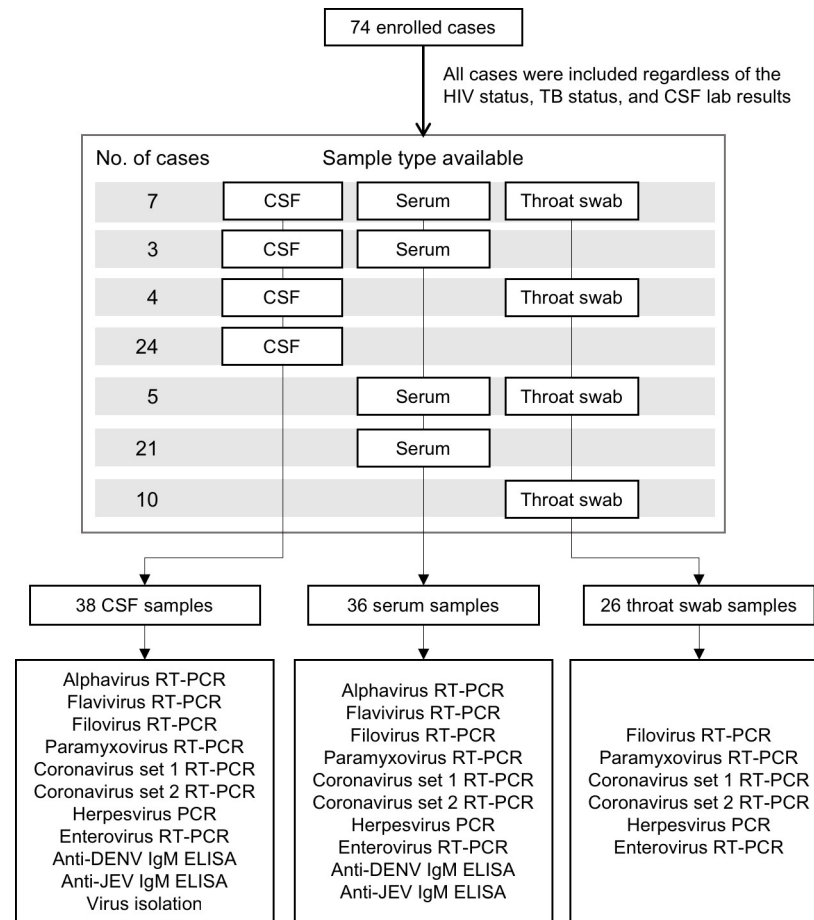 74 enrolled cases
All cases were included regardless of the
HIV status, TB status, and CSF lab results
No. of cases Sample type available
7 CSF Serum Throat swab
3 CSF Serum
4 CSF Throat swab
24 CSF
5 Serum Throat swab
21 Serum
10 Throat swab
38 CSF samples
36 serum samples
26 throat swab samples
Alphavirus RT-PCR
Flavivirus RT-PCR
Filovirus RT-PCR
Paramyxovirus RT-PCR
Coronavirus set 1 RT-PCR
Coronavirus set 2 RT-PCR
Herpesvirus PCR
Enterovirus RT-PCR
Anti-DENV IgM ELISA
Anti-JEV IgM ELISA
Virus isolation
Alphavirus RT-PCR
Flavivirus RT-PCR
Filovirus RT-PCR
Paramyxovirus RT-PCR
Coronavirus set 1 RT-PCR
Coronavirus set 2 RT-PCR
Herpesvirus PCR
Enterovirus RT-PCR
Anti-DENV IgM ELISA
Anti-JEV IgM ELISA
Filovirus RT-PCR
Paramyxovirus RT-PCR
Coronavirus set 1 RT-PCR
Coronavirus set 2 RT-PCR
Herpesvirus PCR
Enterovirus RT-PCR